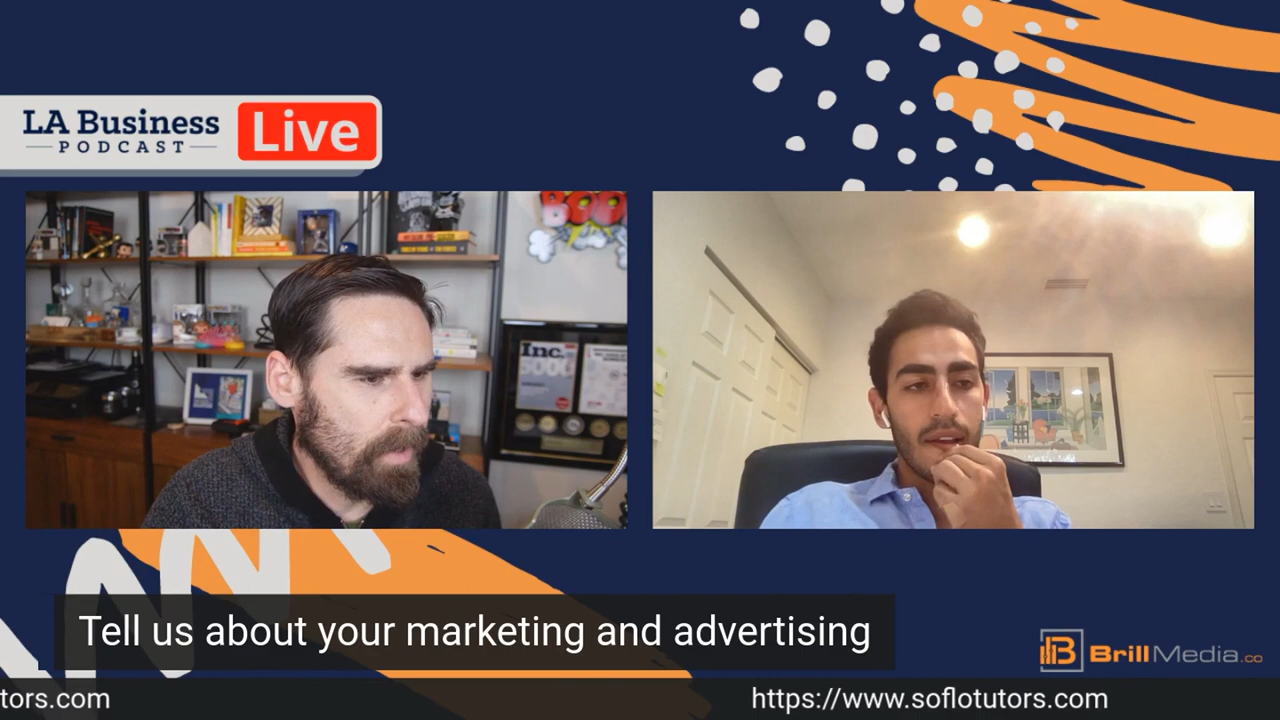 LA Business
PODCAST
Live
BOO
Inc.
5000
Tell us about your marketing and advertising
BrillMedia.co
tors.com
https://www.soflotutors.com